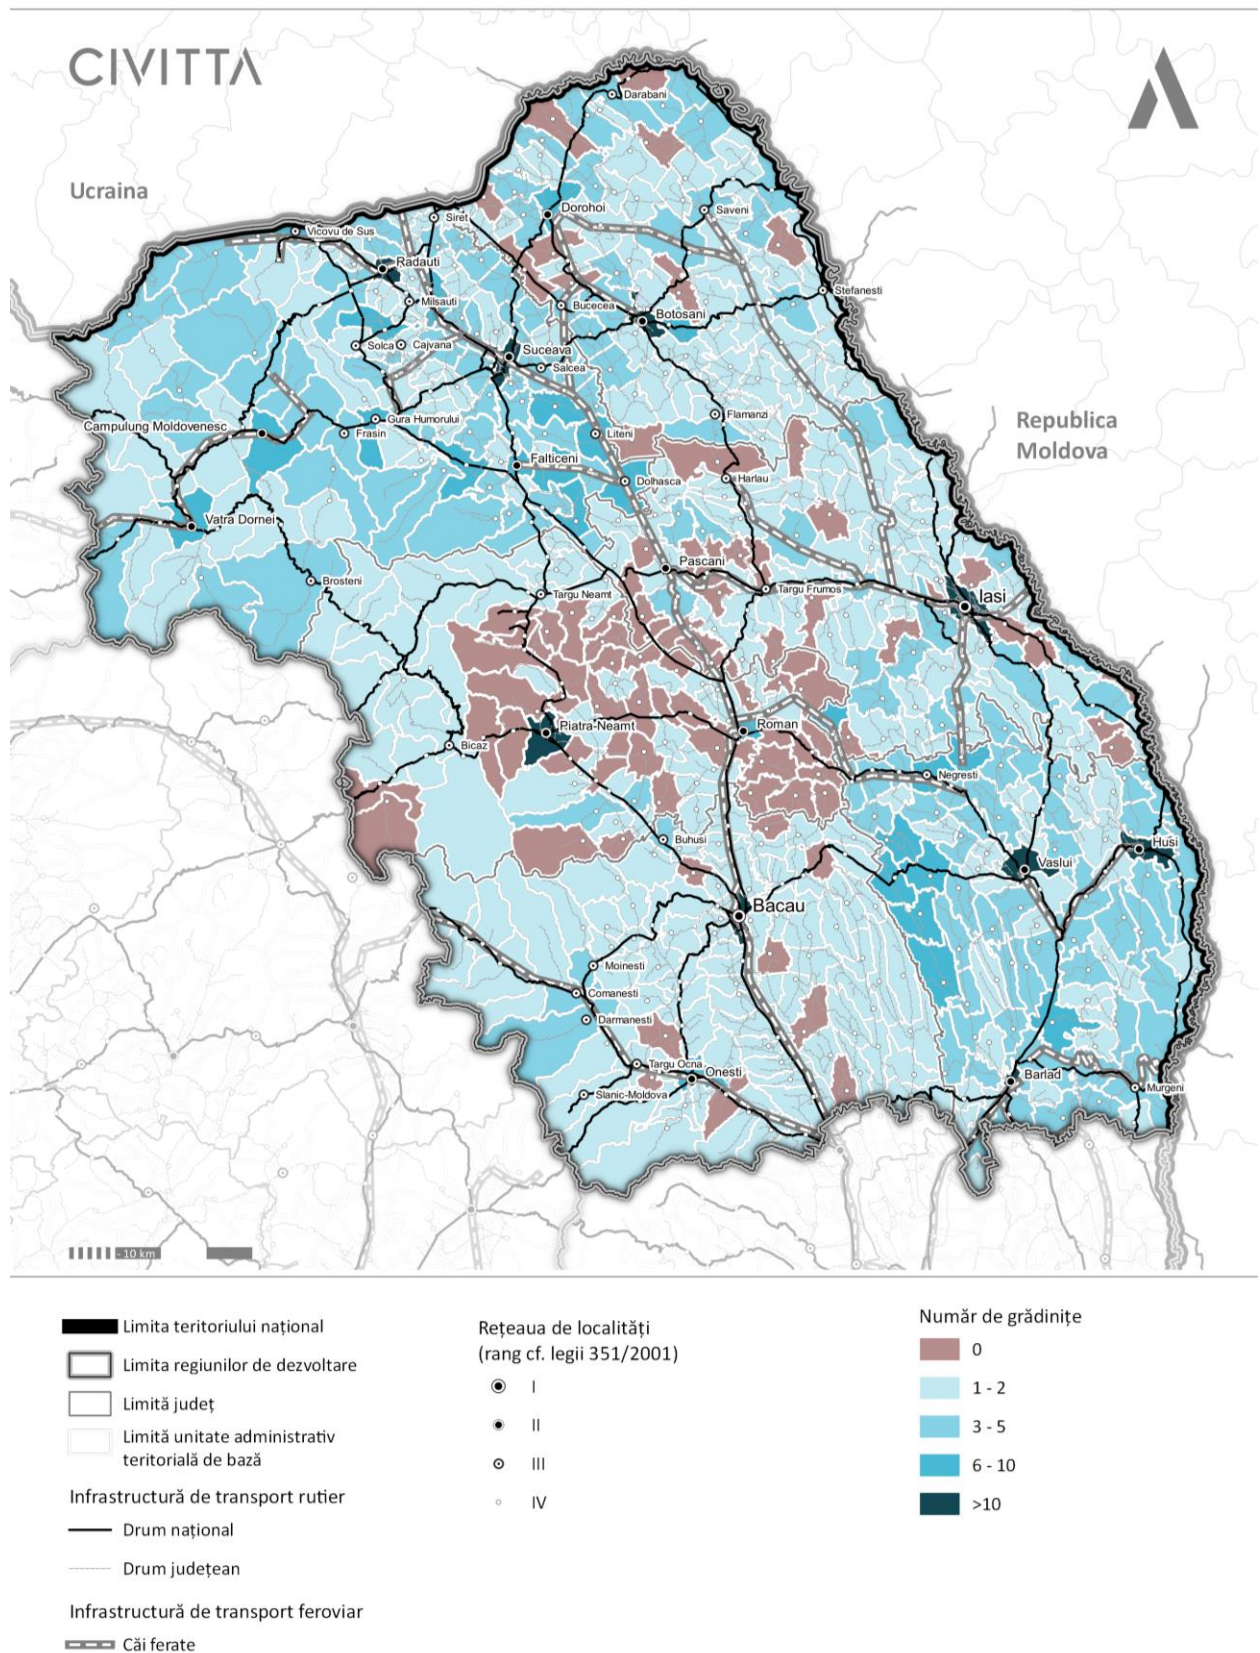 CIVITTA
Ucraina
Republica
Moldova
Darabani
Dorohoi
Saveni
Siret
Vicovu de Sus
Radauti
Milsauti
Bucecea
Botosani
Stefanesti
Solca
Cajvana
Suceava
Salcea
Campulung Moldovenesc
Gura Humorului
Frasin
Liteni
Flamanzi
Falticeni
Dolhasca
Harlau
Vatra Dornei
Brosteni
Pascani
Targu Neamt
Targu Frumos
Iasi
Piatra-Neamt
Roman
Bicaz
Negresti
Buhusi
Vaslui
Husi
Bacau
Moinesti
Comanesti
Darmanesti
Targu Ocna
Onesti
Slanic-Moldova
Barlad
Murgeni
10 km
Limita teritoriului național
Limita regiunilor de dezvoltare
Limită județ
Limită unitate administrativ
teritorială de bază
Infrastructură de transport rutier
Drum național
Drum județean
Infrastructură de transport feroviar
Căi ferate
Rețeaua de localități
(rang cf. legii 351/2001)
I
II
III
IV
Număr de grădinițe
0
1 - 2
3 - 5
6 - 10
>10